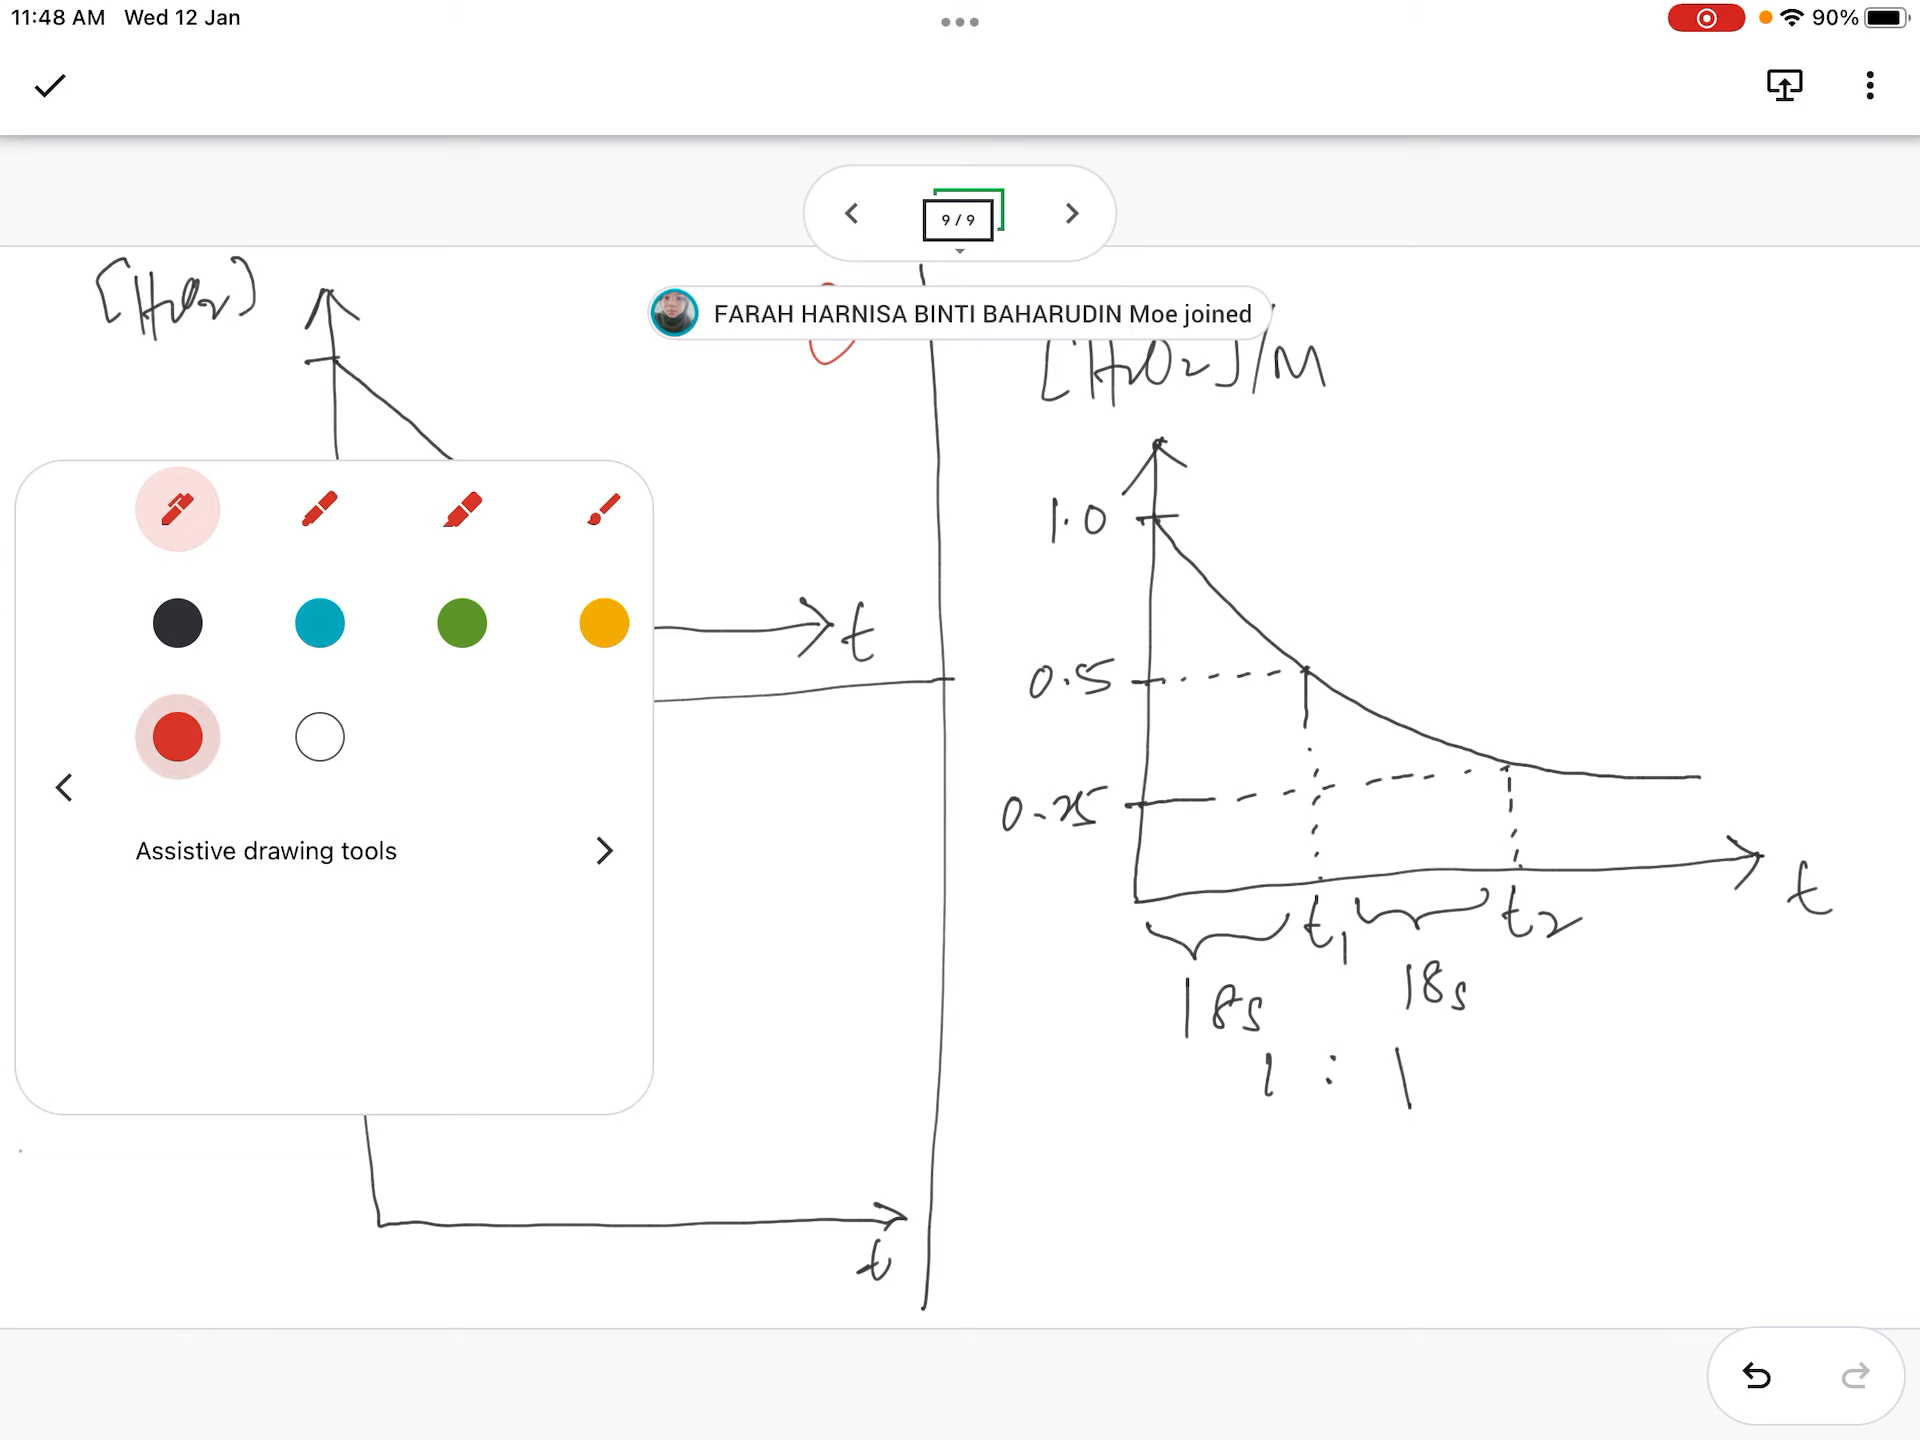 11:48 AM Wed 12 Jan
90%
9 / 9
FARAH HARNISA BINTI BAHARUDIN Moe joined
[H2O2]
[H2O2]/M
1.0
t
0.5
Assistive drawing tools
0.25
t
t1
t2
18s
18s
1 : 1
t